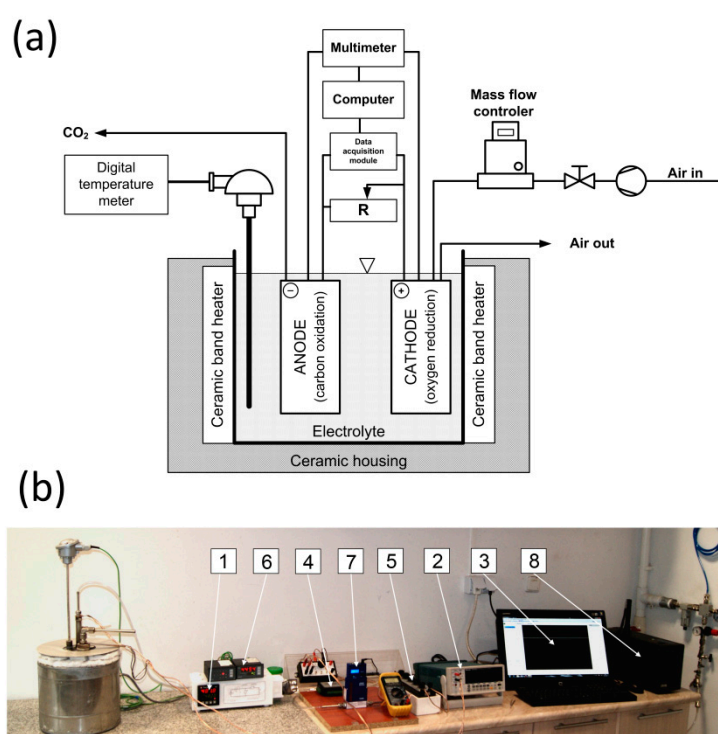 (a)
Multimeter
Computer
Data
acquisition
module
R
Mass flow
controler
CO₂
Digital
temperature
meter
Air in
Air out
Ceramic band heater
−
ANODE
(carbon oxidation)
+
CATHODE
(oxygen reduction)
Ceramic band heater
Electrolyte
Ceramic housing
(b)
1 6 4 7 5 2 3 8